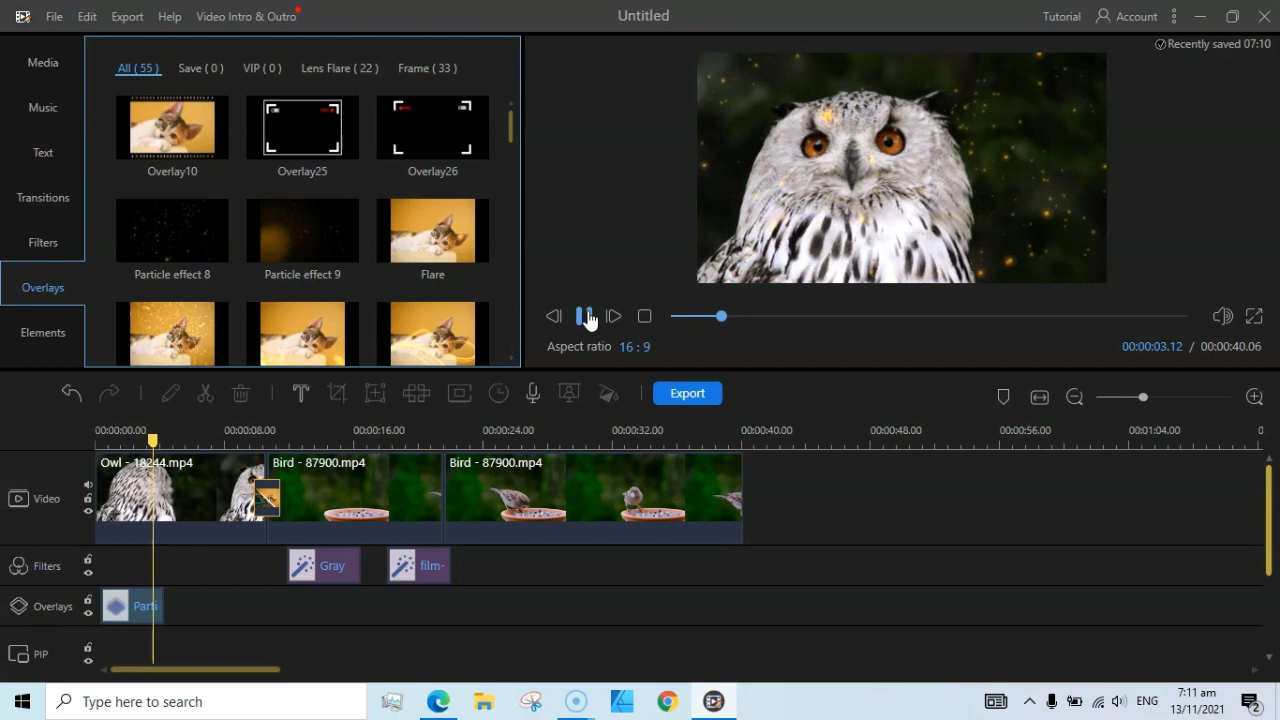 File Edit Export Help Video Intro & Outro Untitled Tutorial Account
Recently saved 07:10
Media
Music
Text
Transitions
Filters
Overlays
Elements
All ( 55 ) Save ( 0 ) VIP ( 0 ) Lens Flare ( 22 ) Frame ( 33 )
Overlay10 Overlay25 Overlay26
Particle effect 8 Particle effect 9 Flare
Aspect ratio 16 : 9 00:00:03.12 / 00:00:40.06
Export
00:00:00.00 00:00:08.00 00:00:16.00 00:00:24.00 00:00:32.00 00:00:40.00 00:00:48.00 00:00:56.00 00:01:04.00 0
Owl - 18244.mp4 Bird - 87900.mp4 Bird - 87900.mp4
Video
Filters Gray film-
Overlays Parti
PIP
Type here to search ENG 7:11 am
13/11/2021 2